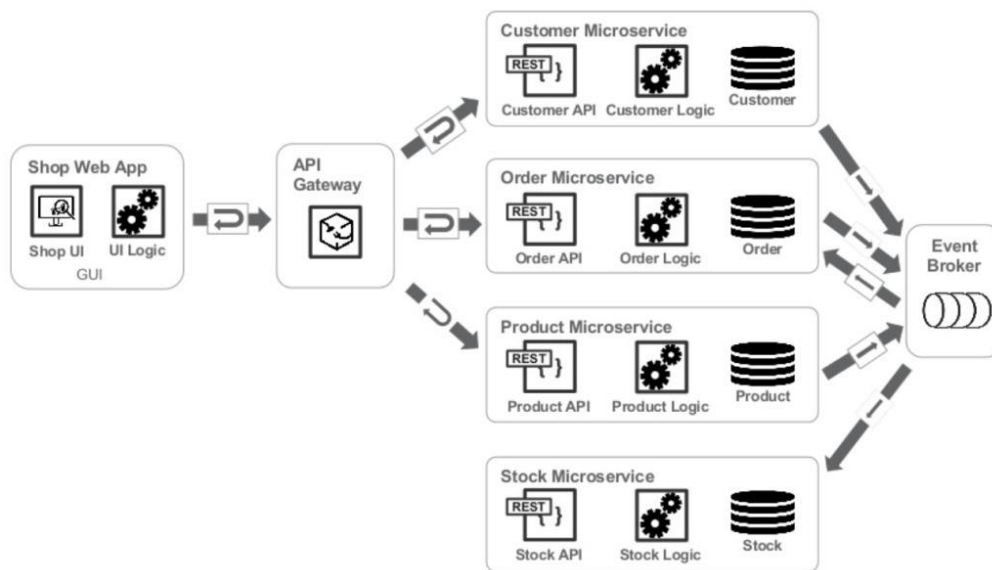 Customer Microservice
REST
{ }
Customer API
Customer Logic
Customer
Shop Web App
Shop UI
UI Logic
GUI
API
Gateway
Order Microservice
REST
{ }
Order API
Order Logic
Order
Event
Broker
Product Microservice
REST
{ }
Product API
Product Logic
Product
Stock Microservice
REST
{ }
Stock API
Stock Logic
Stock